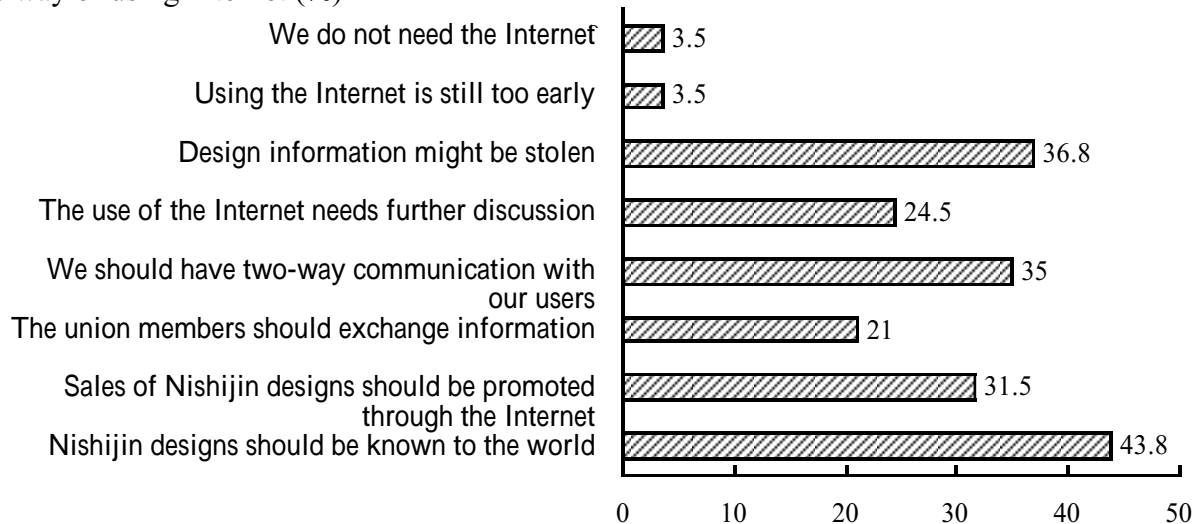 We do not need the Internet 3.5
Using the Internet is still too early 3.5
Design information might be stolen 36.8
The use of the Internet needs further discussion 24.5
We should have two-way communication with 35
our users
The union members should exchange information 21
Sales of Nishijin designs should be promoted 31.5
through the Internet
Nishijin designs should be known to the world 43.8
0 10 20 30 40 50